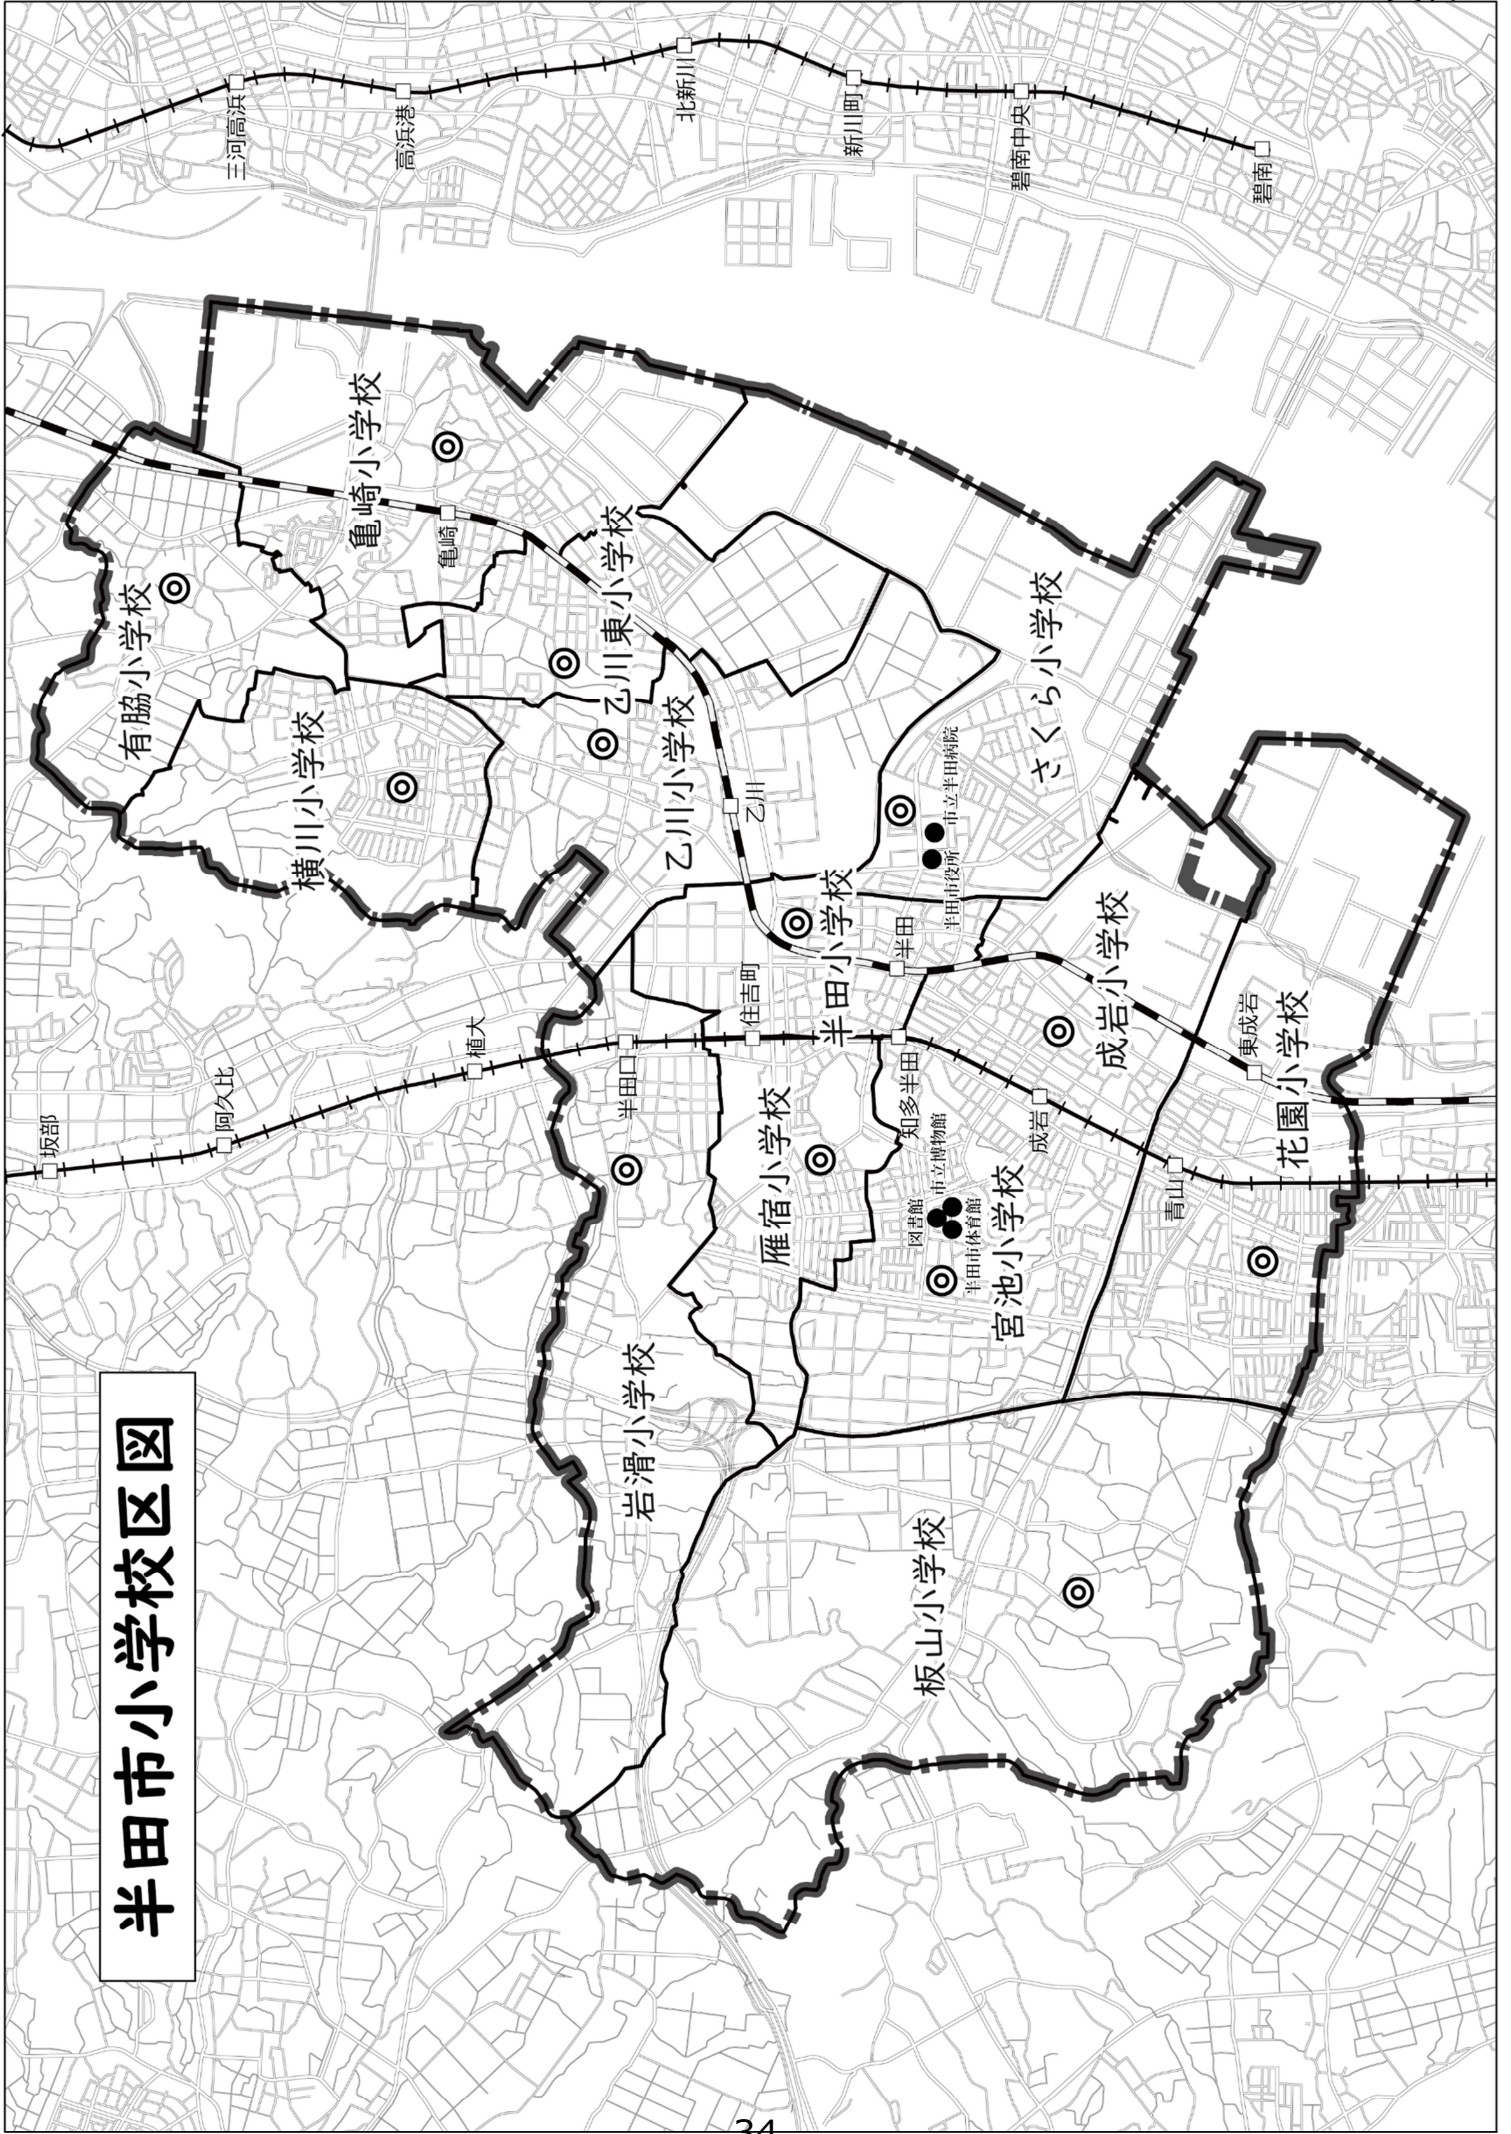 半田市小学校区図
三河高浜
高浜港
北新川
新川町
碧南中央
碧南
亀崎小学校
亀崎
有脇小学校
乙川東小学校
横川小学校
乙川小学校
乙川
さくら小学校
市立半田病院
半田市役所
半田小学校
半田
住吉町
成岩小学校
東成岩
花園小学校
坂部
阿久比
植大
半田口
知多半田
成岩
青山
雁宿小学校
市立博物館
図書館
半田市体育館
宮池小学校
岩滑小学校
板山小学校
34